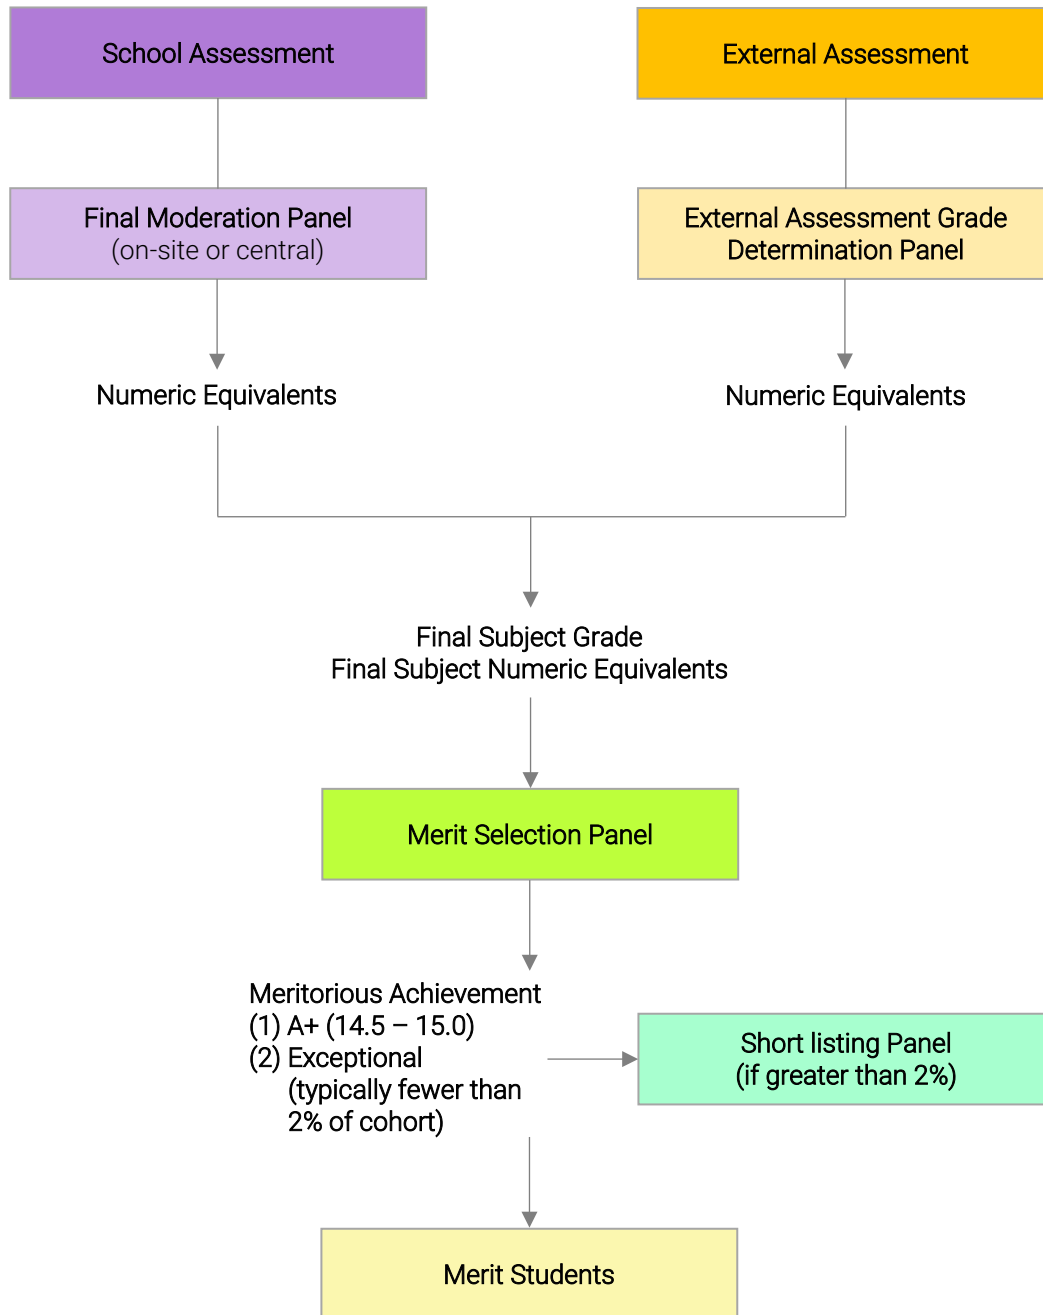 School Assessment
External Assessment
Final Moderation Panel
(on-site or central)
External Assessment Grade
Determination Panel
Numeric Equivalents
Numeric Equivalents
Final Subject Grade
Final Subject Numeric Equivalents
Merit Selection Panel
Meritorious Achievement
(1) A+ (14.5 – 15.0)
(2) Exceptional
(typically fewer than
2% of cohort)
Short listing Panel
(if greater than 2%)
Merit Students